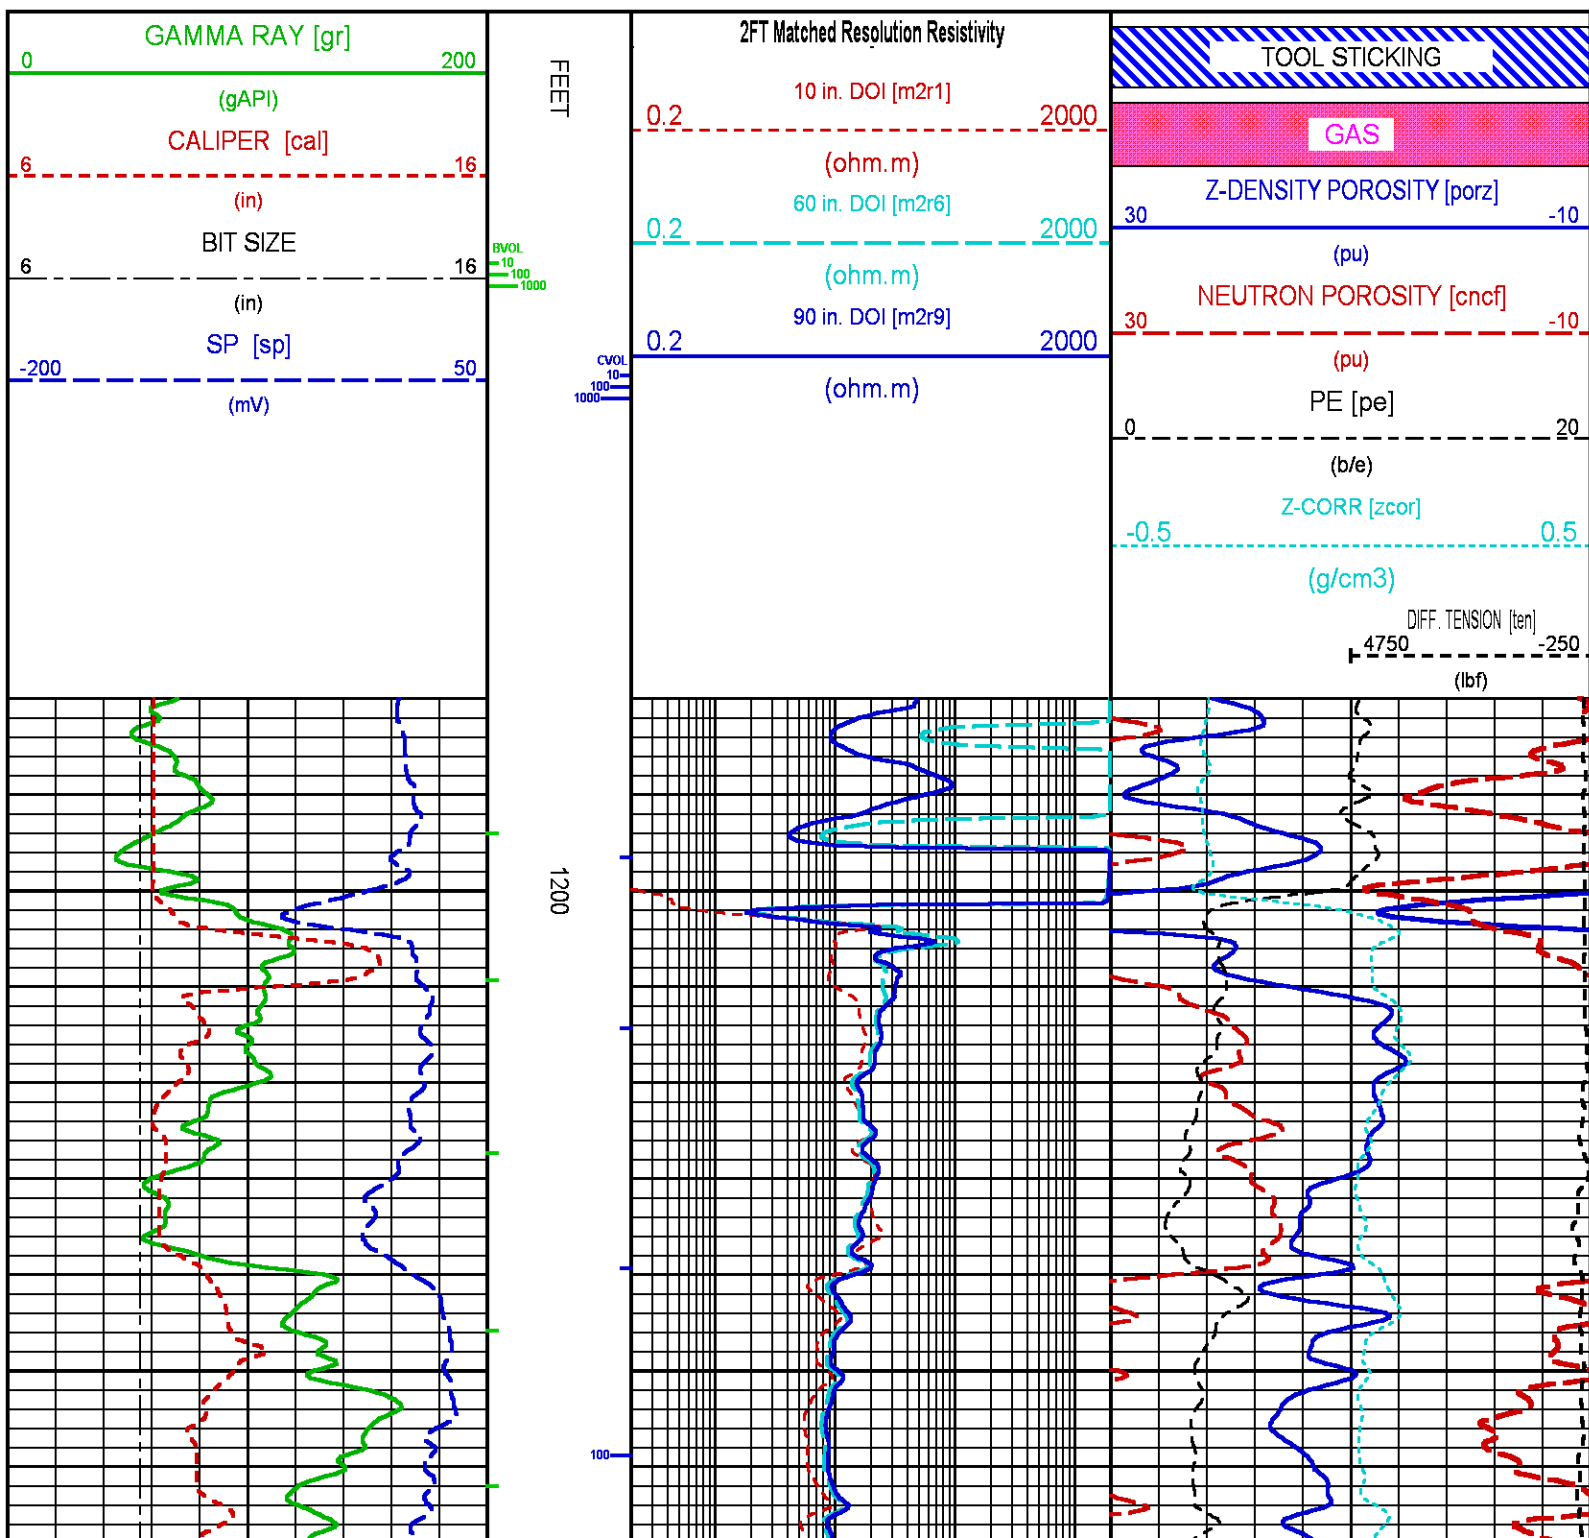 GAMMA RAY [gr]
0 200
(gAPI)
CALIPER [cal]
6 16
(in)
BIT SIZE
6 16
(in)
SP [sp]
-200 50
(mV)
FEET
BVOL
10
100
1000
CVOL
10
100
1000
1200
100
2FT Matched Resolution Resistivity
10 in. DOI [m2r1]
0.2 2000
(ohm.m)
60 in. DOI [m2r6]
0.2 2000
(ohm.m)
90 in. DOI [m2r9]
0.2 2000
(ohm.m)
TOOL STICKING
GAS
Z-DENSITY POROSITY [porz]
30 -10
(pu)
NEUTRON POROSITY [cncf]
30 -10
(pu)
PE [pe]
0 20
(b/e)
Z-CORR [zcor]
-0.5 0.5
(g/cm3)
DIFF. TENSION [ten]
4750 -250
(lbf)